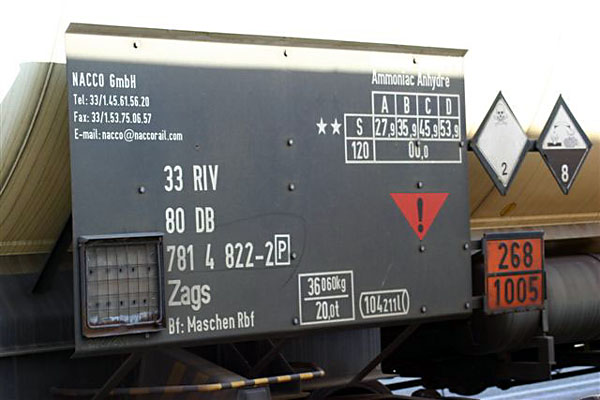 NACCO GmbH
Tel: 33/1.45.61.56.20
Fax: 33/1.53.75.06.57
E-mail: nacco@naccorail.com
Ammoniac Anhydre
A B C D
★★ S 27,9 35,9 45,9 53,9
120 00,0
2
8
33 RIV
80 DB
781 4 822-2 P
Zags
Bf: Maschen Rbf
36 060kg
20,0t
104 211l
!
268
1005